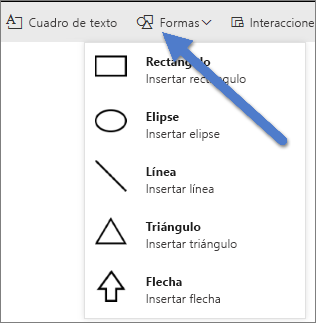 Cuadro de texto Formas Interaccione
Rectángulo
Insertar rectángulo
Elipse
Insertar elipse
Línea
Insertar línea
Triángulo
Insertar triángulo
Flecha
Insertar flecha